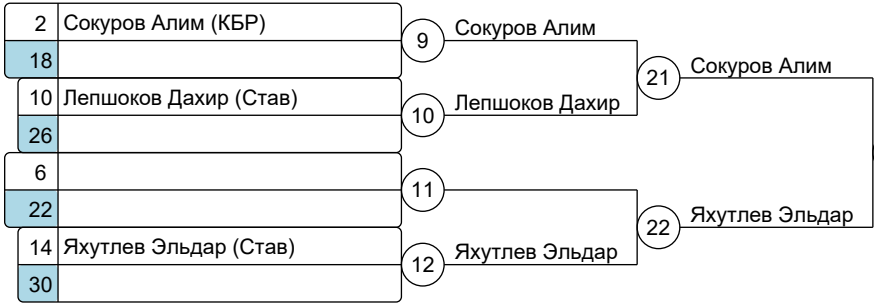 2 Сокуров Алим (КБР)
18
9 Сокуров Алим
10 Лепшоков Дахир (Став)
26
10 Лепшоков Дахир
21 Сокуров Алим
6
22
11
14 Яхутлев Эльдар (Став)
30
12 Яхутлев Эльдар
22 Яхутлев Эльдар